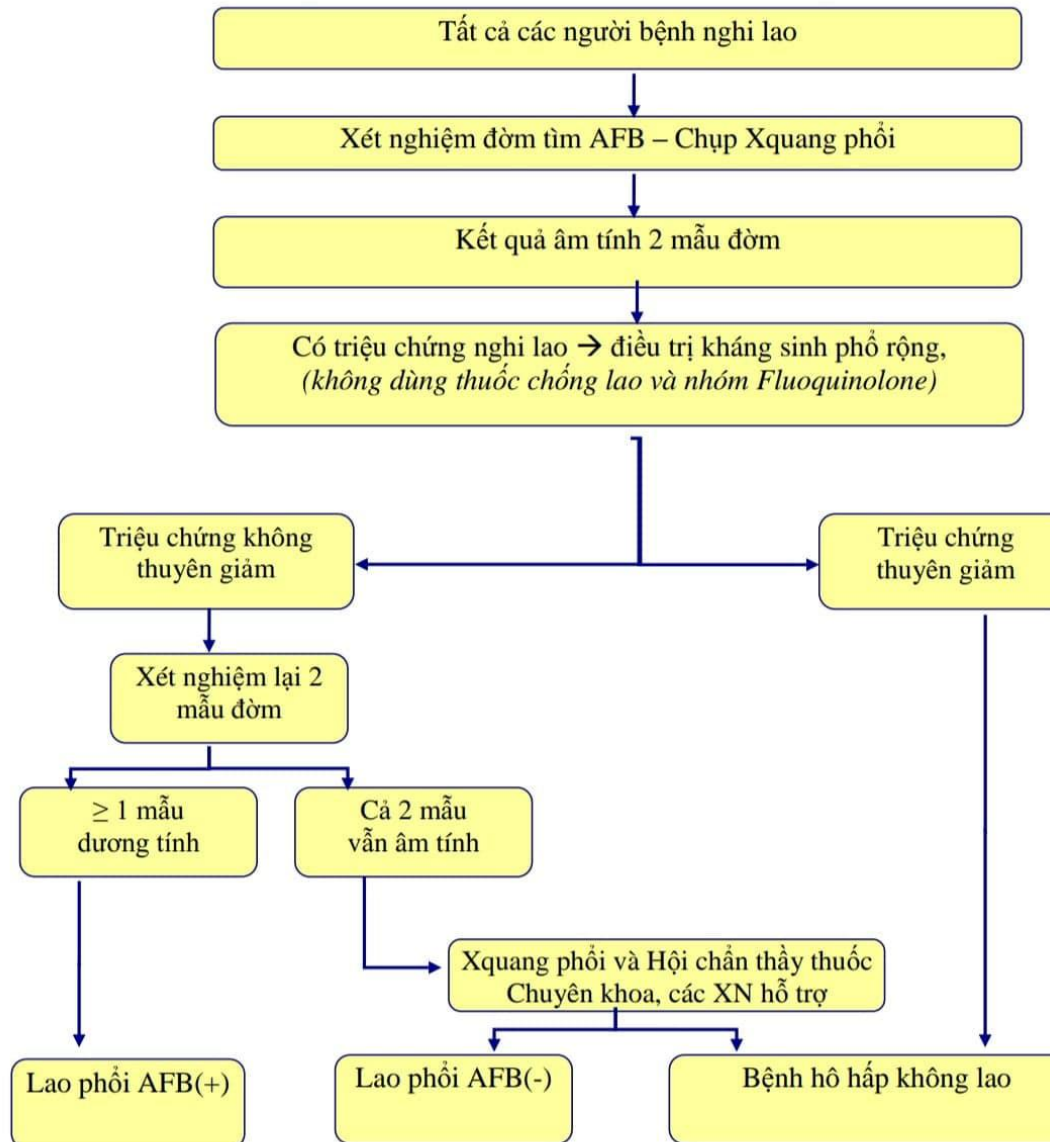 Tất cả các người bệnh nghi lao
Xét nghiệm đờm tìm AFB – Chụp Xquang phổi
Kết quả âm tính 2 mẫu đờm
Có triệu chứng nghi lao → điều trị kháng sinh phổ rộng,
(không dùng thuốc chống lao và nhóm Fluoquinolone)
Triệu chứng không
thuyên giảm
Triệu chứng
thuyên giảm
Xét nghiệm lại 2
mẫu đờm
≥ 1 mẫu
dương tính
Cả 2 mẫu
vẫn âm tính
Xquang phổi và Hội chẩn thầy thuốc
Chuyên khoa, các XN hỗ trợ
Lao phổi AFB(+)
Lao phổi AFB(-)
Bệnh hô hấp không lao